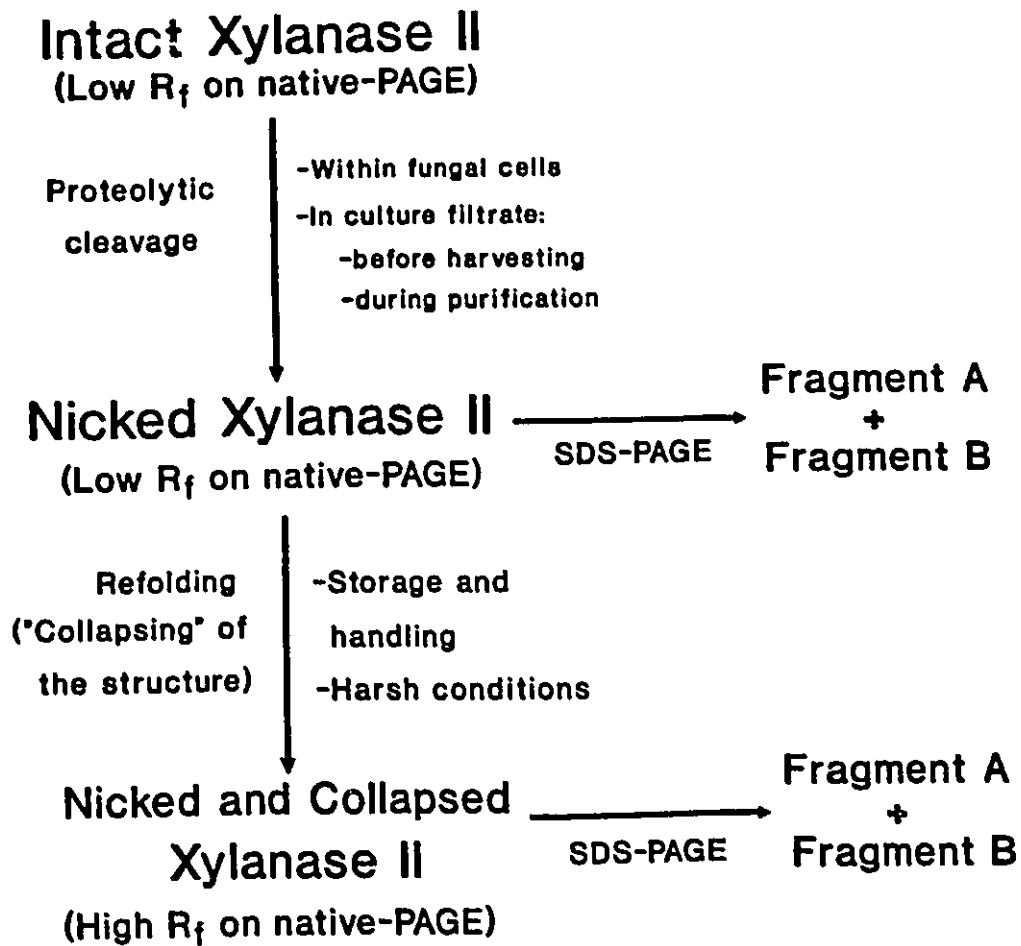 Intact Xylanase II
(Low Rf on native-PAGE)
Proteolytic
cleavage
-Within fungal cells
-In culture filtrate:
-before harvesting
-during purification
Nicked Xylanase II
(Low Rf on native-PAGE)
SDS-PAGE
Fragment A
+
Fragment B
Refolding
("Collapsing" of
the structure)
-Storage and
handling
-Harsh conditions
Nicked and Collapsed
Xylanase II
(High Rf on native-PAGE)
SDS-PAGE
Fragment A
+
Fragment B